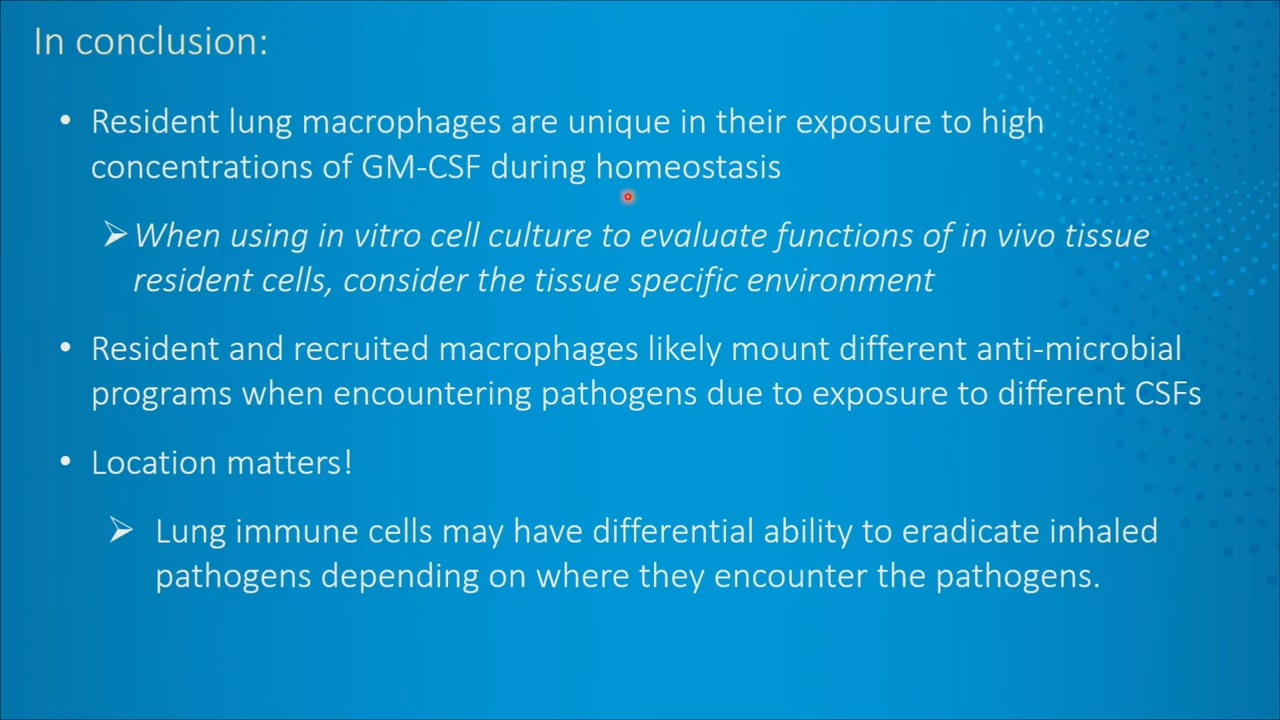 In conclusion:
• Resident lung macrophages are unique in their exposure to high
concentrations of GM-CSF during homeostasis
➢ When using in vitro cell culture to evaluate functions of in vivo tissue
resident cells, consider the tissue specific environment
• Resident and recruited macrophages likely mount different anti-microbial
programs when encountering pathogens due to exposure to different CSFs
• Location matters!
➢ Lung immune cells may have differential ability to eradicate inhaled
pathogens depending on where they encounter the pathogens.